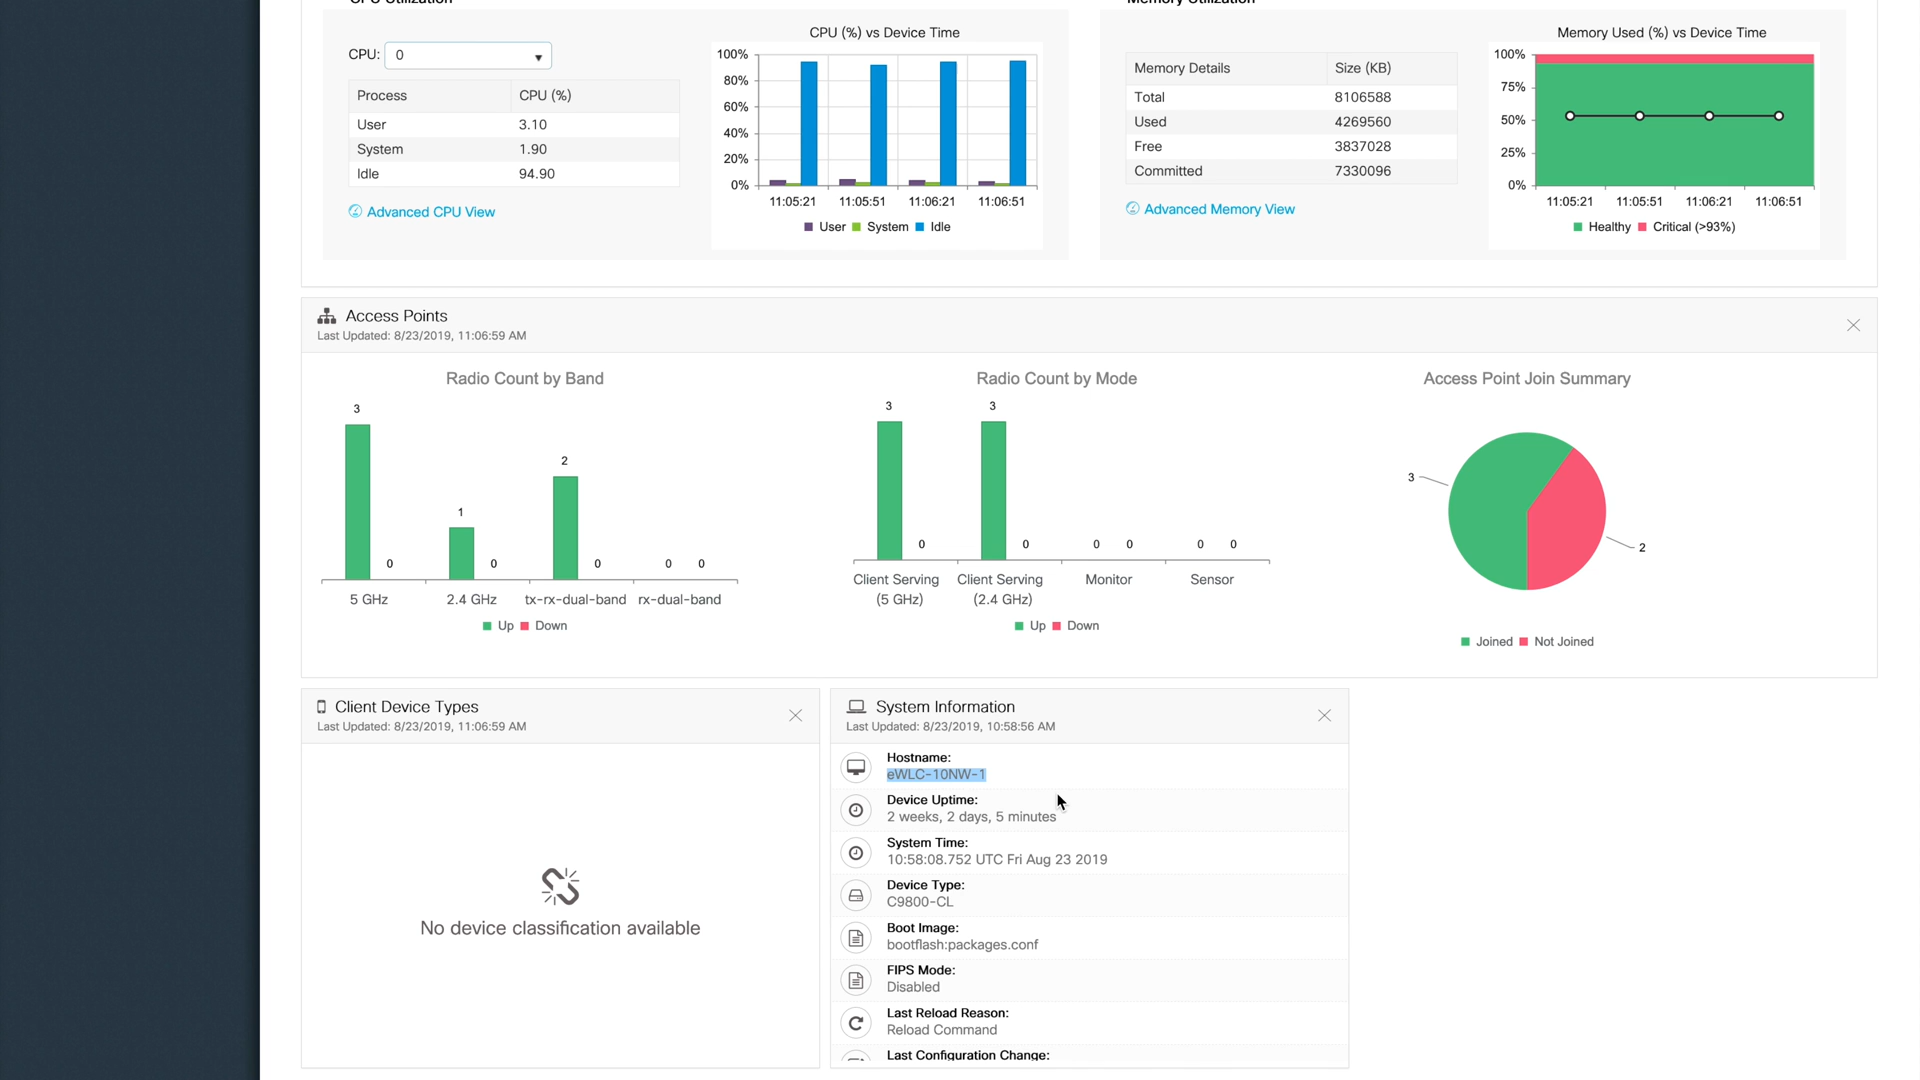 CPU Utilization
Memory Utilization
CPU: 0
Process CPU (%)
User 3.10
System 1.90
Idle 94.90
Advanced CPU View
CPU (%) vs Device Time
100%
80%
60%
40%
20%
0%
11:05:21 11:05:51 11:06:21 11:06:51
User System Idle
Memory Details Size (KB)
Total 8106588
Used 4269560
Free 3837028
Committed 7330096
Advanced Memory View
Memory Used (%) vs Device Time
100%
75%
50%
25%
0%
11:05:21 11:05:51 11:06:21 11:06:51
Healthy Critical (>93%)
Access Points
Last Updated: 8/23/2019, 11:06:59 AM
Radio Count by Band
3
0
1
0
2
0
0 0
5 GHz 2.4 GHz tx-rx-dual-band rx-dual-band
Up Down
Radio Count by Mode
3
0
3
0
0 0
0 0
Client Serving Client Serving Monitor Sensor
(5 GHz) (2.4 GHz)
Up Down
Access Point Join Summary
3
2
Joined Not Joined
Client Device Types
Last Updated: 8/23/2019, 11:06:59 AM
No device classification available
System Information
Last Updated: 8/23/2019, 10:58:56 AM
Hostname:
eWLC-10NW-1
Device Uptime:
2 weeks, 2 days, 5 minutes
System Time:
10:58:08.752 UTC Fri Aug 23 2019
Device Type:
C9800-CL
Boot Image:
bootflash:packages.conf
FIPS Mode:
Disabled
Last Reload Reason:
Reload Command
Last Configuration Change: